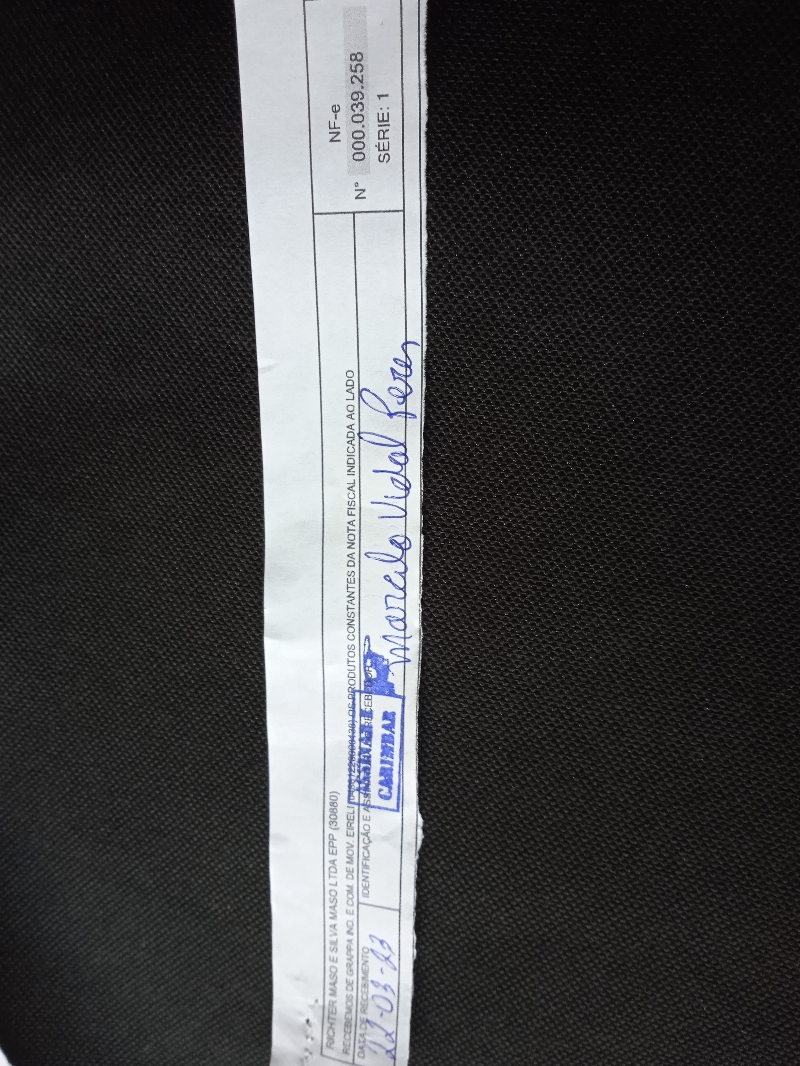 RICHTER MASO E SILVA MASO LTDA EPP (30880)
RECEBEMOS DE GRAPPA IND. E COM. DE MOV. EIRELI OS PRODUTOS CONSTANTES DA NOTA FISCAL INDICADA AO LADO
DATA DE RECEBIMENTO
22-03-23
IDENTIFICAÇÃO E
CARIMBAR
Marcelo Vidal Peres
NF-e
N° 000.039.258
SÉRIE: 1